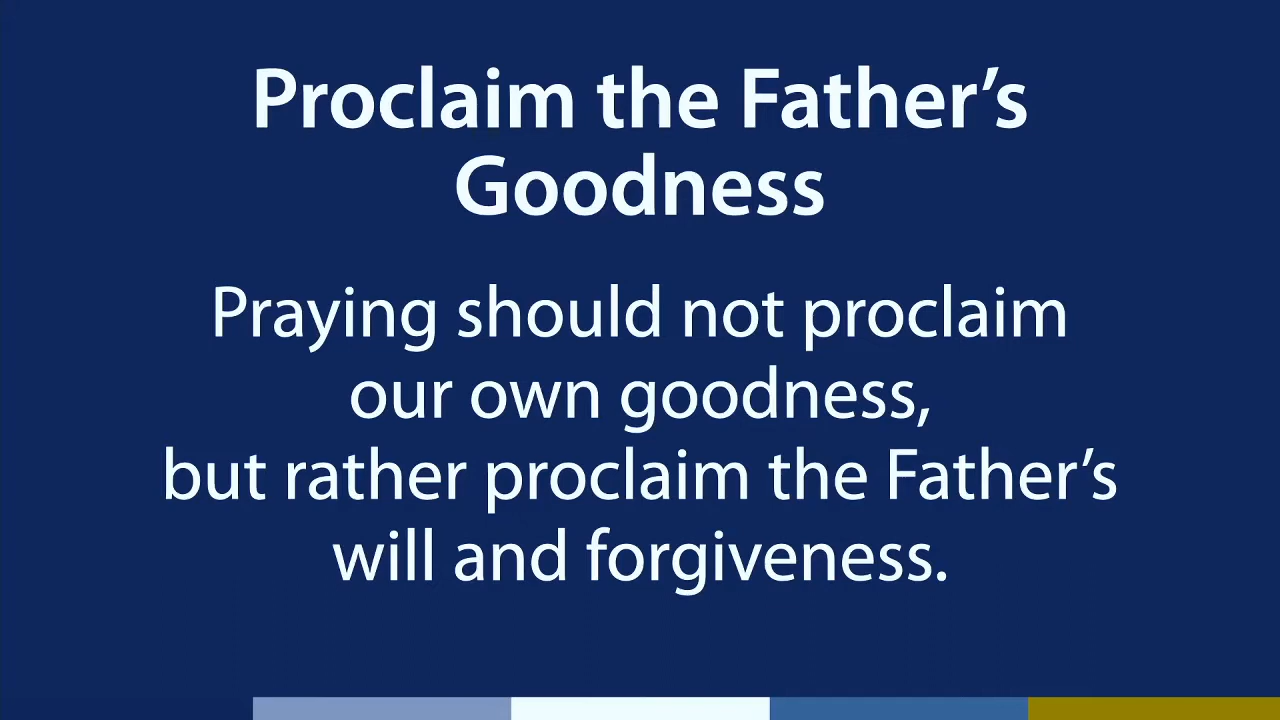 Proclaim the Father’s
Goodness
Praying should not proclaim
our own goodness,
but rather proclaim the Father’s
will and forgiveness.